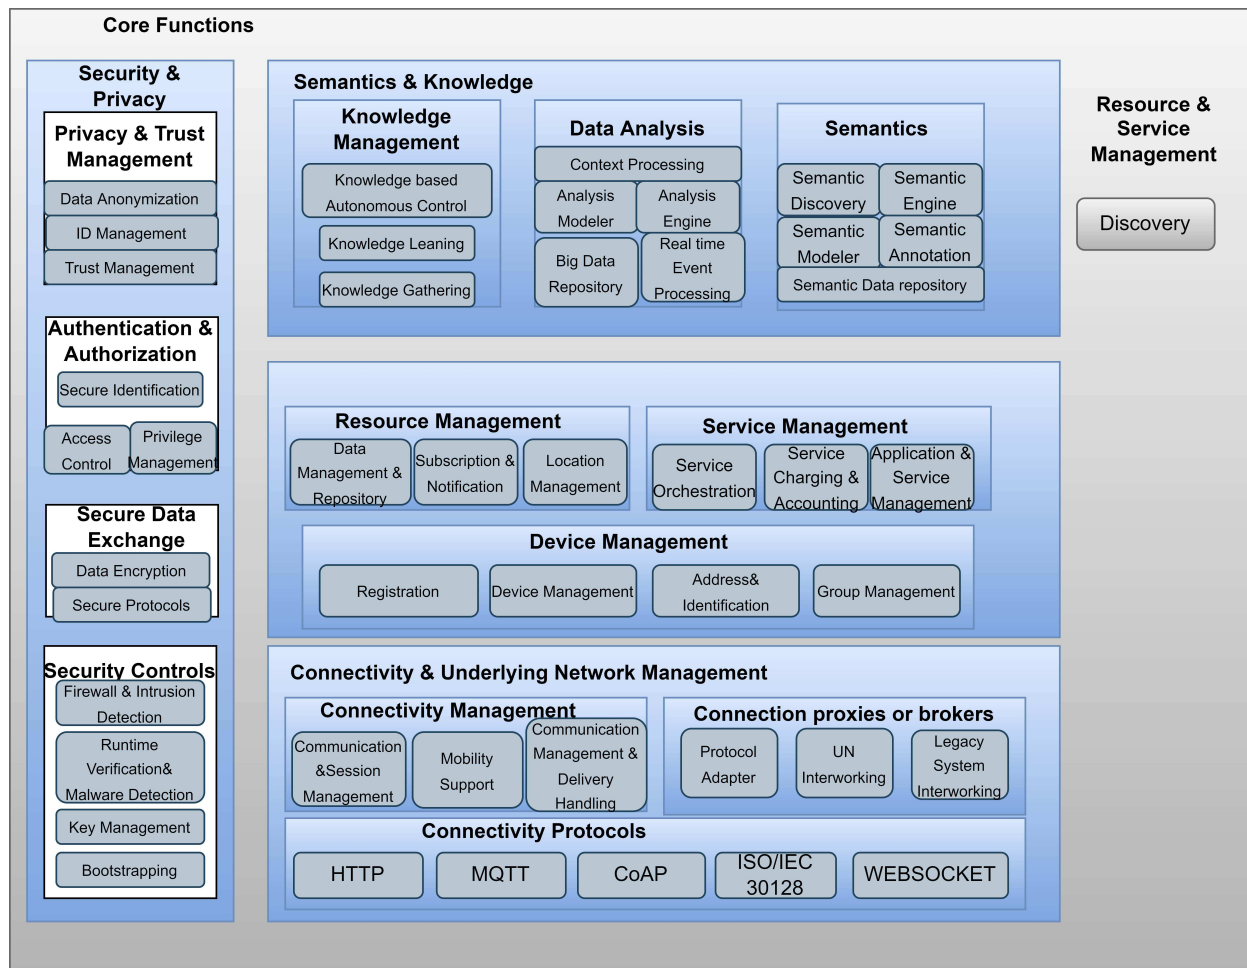 Core Functions
Security &
Privacy
Privacy & Trust
Management
Data Anonymization
ID Management
Trust Management
Authentication &
Authorization
Secure Identification
Access
Control
Privilege
Management
Secure Data
Exchange
Data Encryption
Secure Protocols
Security Controls
Firewall & Intrusion
Detection
Runtime
Verification&
Malware Detection
Key Management
Bootstrapping
Semantics & Knowledge
Knowledge
Management
Knowledge based
Autonomous Control
Knowledge Leaning
Knowledge Gathering
Data Analysis
Context Processing
Analysis
Modeler
Analysis
Engine
Big Data
Repository
Real time
Event
Processing
Semantics
Semantic
Discovery
Semantic
Engine
Semantic
Modeler
Semantic
Annotation
Semantic Data repository
Resource Management
Data
Management &
Repository
Subscription &
Notification
Location
Management
Service Management
Service
Orchestration
Service
Charging &
Accounting
Application &
Service
Management
Device Management
Registration
Device Management
Address&
Identification
Group Management
Connectivity & Underlying Network Management
Connectivity Management
Communication
&Session
Management
Mobility
Support
Communication
Management &
Delivery
Handling
Connection proxies or brokers
Protocol
Adapter
UN
Interworking
Legacy
System
Interworking
Connectivity Protocols
HTTP
MQTT
CoAP
ISO/IEC
30128
WEBSOCKET
Resource &
Service
Management
Discovery